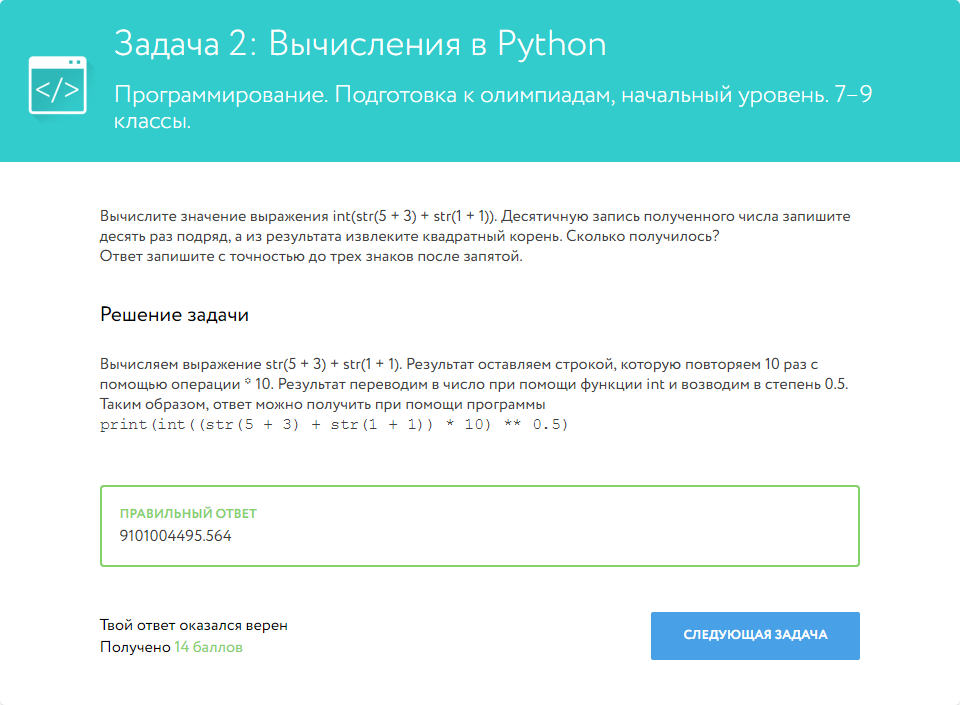 </>
Задача 2: Вычисления в Python
Программирование. Подготовка к олимпиадам, начальный уровень. 7–9
классы.
Вычислите значение выражения int(str(5 + 3) + str(1 + 1)). Десятичную запись полученного числа запишите
десять раз подряд, а из результата извлеките квадратный корень. Сколько получилось?
Ответ запишите с точностью до трех знаков после запятой.
Решение задачи
Вычисляем выражение str(5 + 3) + str(1 + 1). Результат оставляем строкой, которую повторяем 10 раз с
помощью операции * 10. Результат переводим в число при помощи функции int и возводим в степень 0.5.
Таким образом, ответ можно получить при помощи программы
print(int((str(5 + 3) + str(1 + 1)) * 10) ** 0.5)
ПРАВИЛЬНЫЙ ОТВЕТ
9101004495.564
Твой ответ оказался верен
Получено 14 баллов
СЛЕДУЮЩАЯ ЗАДАЧА